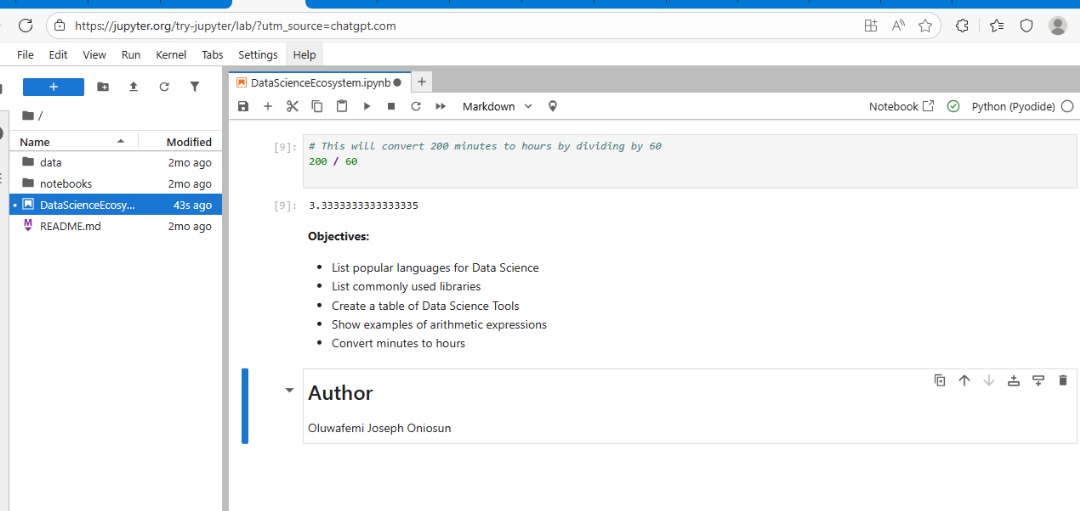 https://jupyter.org/try-jupyter/lab/?utm_source=chatgpt.com
File Edit View Run Kernel Tabs Settings Help
DataScienceEcosystem.ipynb
Markdown Notebook Python (Pyodide)
/
Name Modified
data 2mo ago
notebooks 2mo ago
DataScienceEcosy... 43s ago
README.md 2mo ago
[9]: # This will convert 200 minutes to hours by dividing by 60
200 / 60
[9]: 3.3333333333333335
Objectives:
• List popular languages for Data Science
• List commonly used libraries
• Create a table of Data Science Tools
• Show examples of arithmetic expressions
• Convert minutes to hours
Author
Oluwafemi Joseph Oniosun